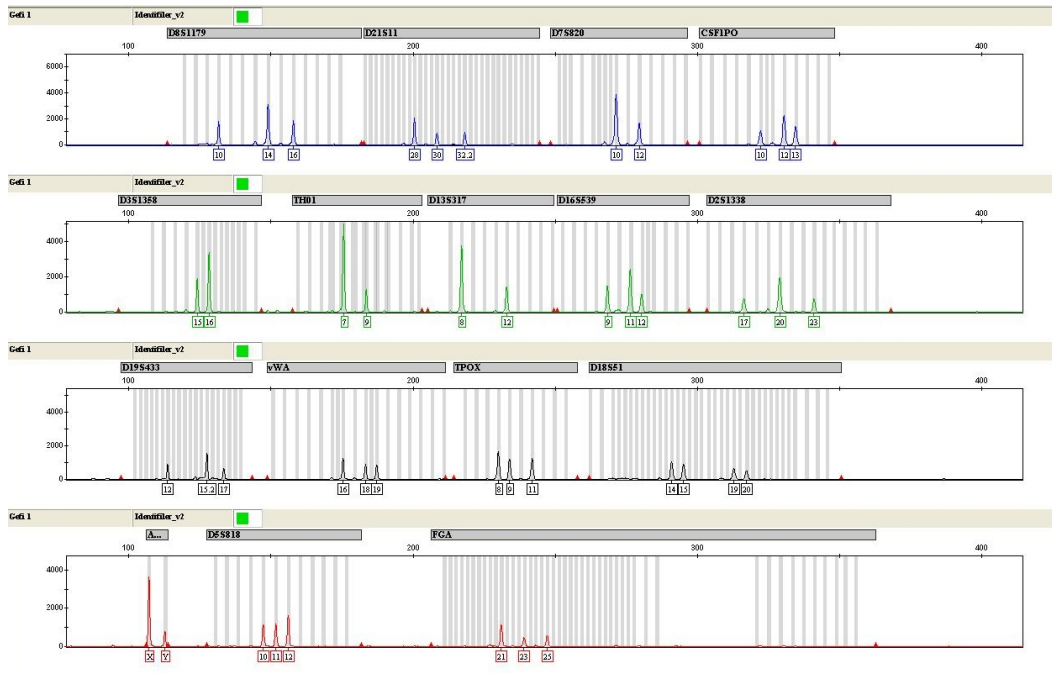 Gefi 1 Identifiler_v2
D8S1179 D21S11 D7S820 CSF1PO
100 200 300 400
6000
4000
2000
0
10 14 16 28 30 32.2 10 12 10 12 13
Gefi 1 Identifiler_v2
D3S1358 TH01 D13S317 D16S539 D2S1338
100 200 300 400
4000
2000
0
15 16 7 9 8 12 9 11 12 17 20 23
Gefi 1 Identifiler_v2
D19S433 vWA TPOX D18S51
100 200 300 400
4000
2000
0
12 15.2 17 16 18 19 8 9 11 14 15 19 20
Gefi 1 Identifiler_v2
A... D5S818 FGA
100 200 300 400
4000
2000
0
X Y 10 11 12 21 23 25